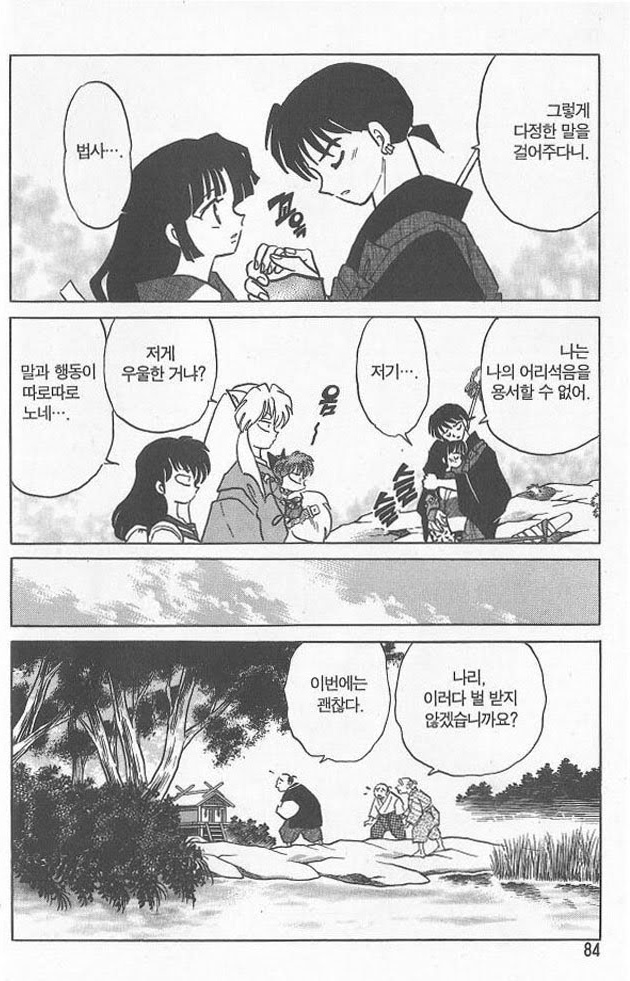 그렇게
다정한 말을
걸어주다니.
법사….
꼬옥
나는
나의 어리석음을
용서할 수 없어.
저기….
슬슬
음
저게
우울한 거냐?
말과 행동이
따로따로
노네….
나리,
이러다 벌 받지
않겠습니까요?
이번에는
괜찮다.
84